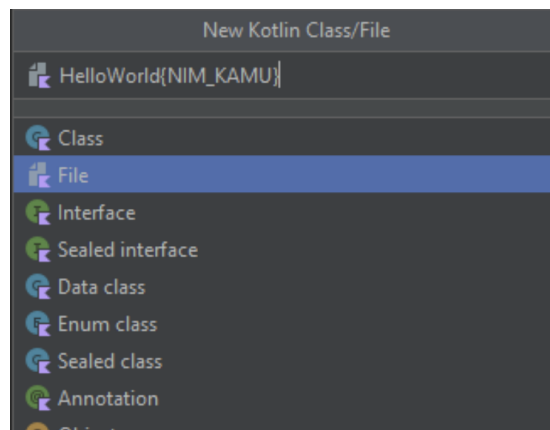 New Kotlin Class/File
HelloWorld{NIM_KAMU}
Class
File
Interface
Sealed interface
Data class
Enum class
Sealed class
Annotation